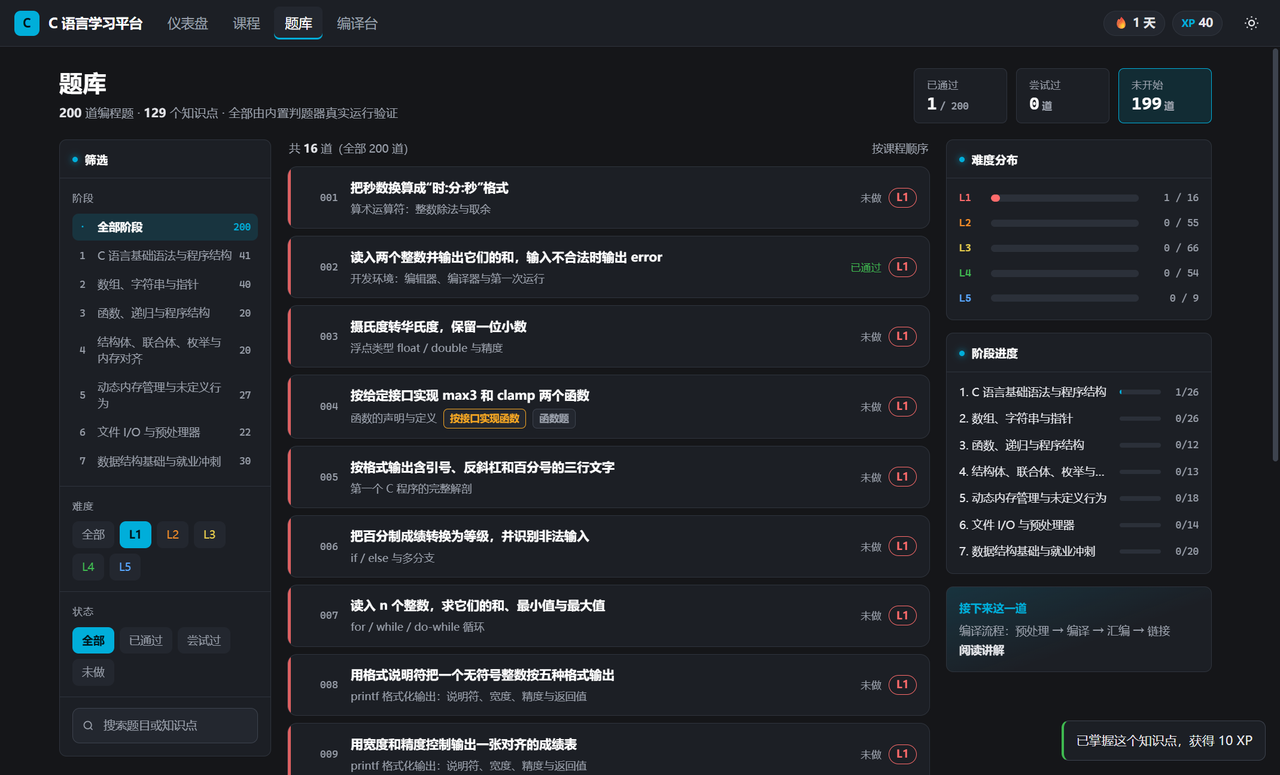 C C 语言学习平台 仪表盘 课程 题库 编译台 1 天 XP 40
题库
200 道编程题 · 129 个知识点 · 全部由内置判题器真实运行验证
已通过
1 / 200
尝试过
0 道
未开始
199 道
筛选
阶段
· 全部阶段 200
1 C 语言基础语法与程序结构 41
2 数组、字符串与指针 40
3 函数、递归与程序结构 20
4 结构体、联合体、枚举与
内存对齐 20
5 动态内存管理与未定义行
为 27
6 文件 I/O 与预处理器 22
7 数据结构基础与就业冲刺 30
难度
全部 L1 L2 L3
L4 L5
状态
全部 已通过 尝试过
未做
搜索题目或知识点
共 16 道（全部 200 道） 按课程顺序
001 把秒数换算成“时:分:秒”格式
算术运算符：整数除法与取余
未做 L1
002 读入两个整数并输出它们的和，输入不合法时输出 error
开发环境：编辑器、编译器与第一次运行
已通过 L1
003 摄氏度转华氏度，保留一位小数
浮点类型 float / double 与精度
未做 L1
004 按给定接口实现 max3 和 clamp 两个函数
函数的声明与定义 按接口实现函数 函数题
未做 L1
005 按格式输出含引号、反斜杠和百分号的三行文字
第一个 C 程序的完整解剖
未做 L1
006 把百分制成绩转换为等级，并识别非法输入
if / else 与多分支
未做 L1
007 读入 n 个整数，求它们的和、最小值与最大值
for / while / do-while 循环
未做 L1
008 用格式说明符把一个无符号整数按五种格式输出
printf 格式化输出：说明符、宽度、精度与返回值
未做 L1
009 用宽度和精度控制输出一张对齐的成绩表
printf 格式化输出：说明符、宽度、精度与返回值
未做 L1
难度分布
L1 1 / 16
L2 0 / 55
L3 0 / 66
L4 0 / 54
L5 0 / 9
阶段进度
1. C 语言基础语法与程序结构 1/26
2. 数组、字符串与指针 0/26
3. 函数、递归与程序结构 0/12
4. 结构体、联合体、枚举与... 0/13
5. 动态内存管理与未定义行为 0/18
6. 文件 I/O 与预处理器 0/14
7. 数据结构基础与就业冲刺 0/20
接下来这一道
编译流程：预处理 → 编译 → 汇编 → 链接
阅读讲解
已掌握这个知识点，获得 10 XP